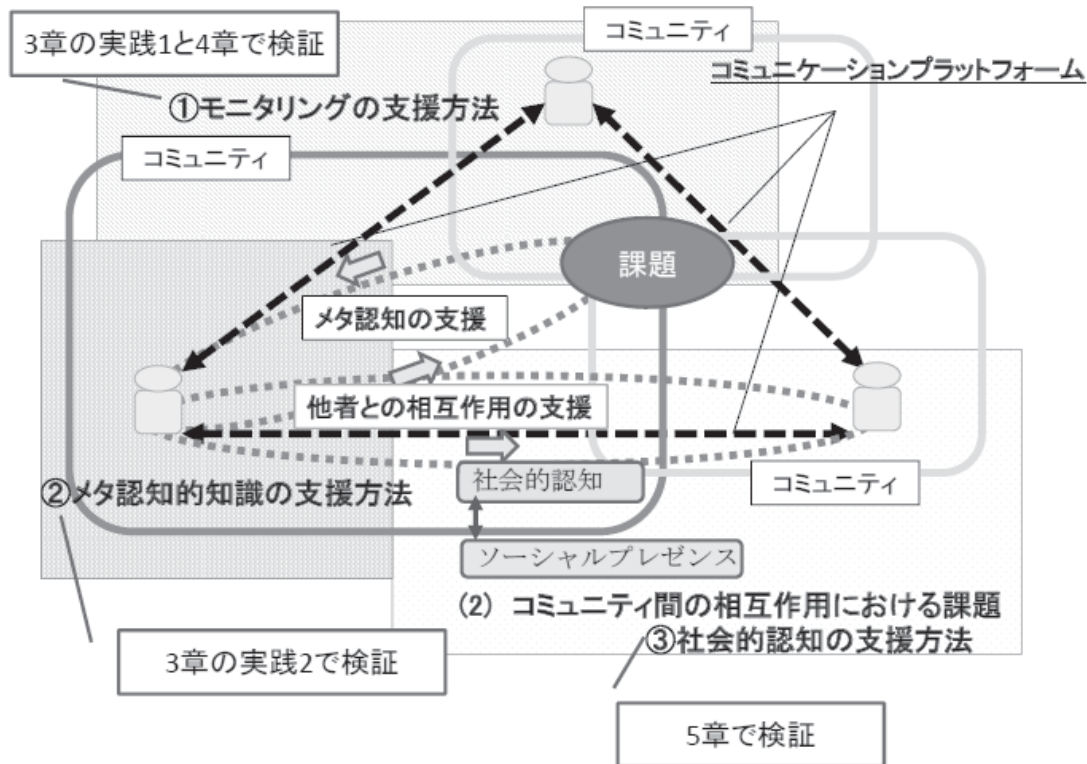 コミュニティ
3章の実践1と4章で検証
コミュニケーションプラットフォーム
①モニタリングの支援方法
コミュニティ
課題
メタ認知の支援
他者との相互作用の支援
社会的認知
コミュニティ
②メタ認知的知識の支援方法
ソーシャルプレゼンス
(2) コミュニティ間の相互作用における課題
③社会的認知の支援方法
3章の実践2で検証
5章で検証